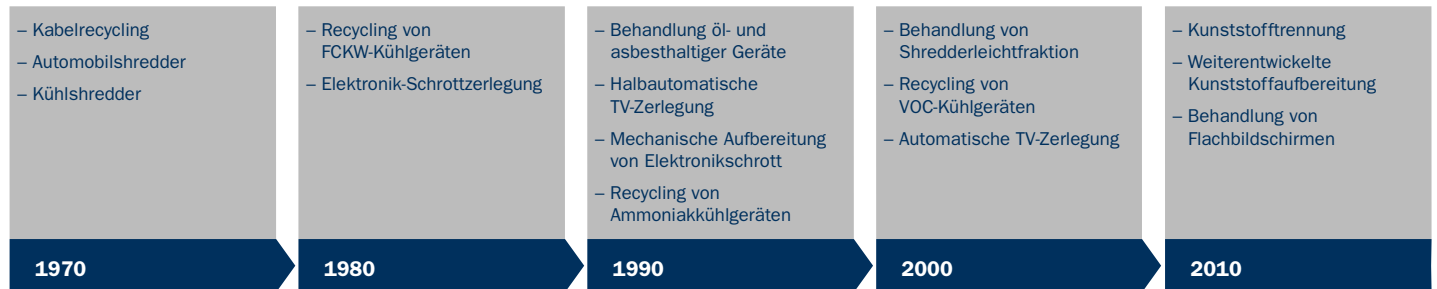 – Kabelrecycling
– Automobilshredder
– Kühlshredder
1970
– Recycling von
FCKW-Kühlgeräten
– Elektronik-Schrottzerlegung
1980
– Behandlung öl- und
asbesthaltiger Geräte
– Halbautomatische
TV-Zerlegung
– Mechanische Aufbereitung
von Elektronikschrott
– Recycling von
Ammoniakkühlgeräten
1990
– Behandlung von
Shredderleichtfraktion
– Recycling von
VOC-Kühlgeräten
– Automatische TV-Zerlegung
2000
– Kunststofftrennung
– Weiterentwickelte
Kunststoffaufbereitung
– Behandlung von
Flachbildschirmen
2010